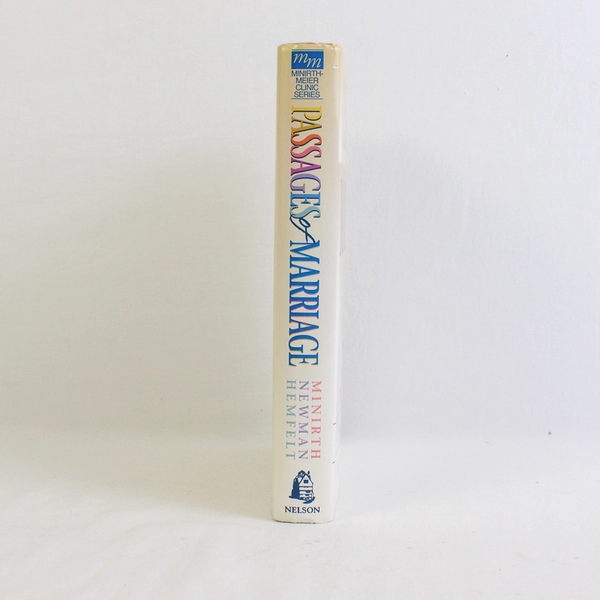 mm
MINIRTH-
MEIER
CLINIC
SERIES
PASSAGES of MARRIAGE
MINIRTH
NEWMAN
HEMFELT
NELSON